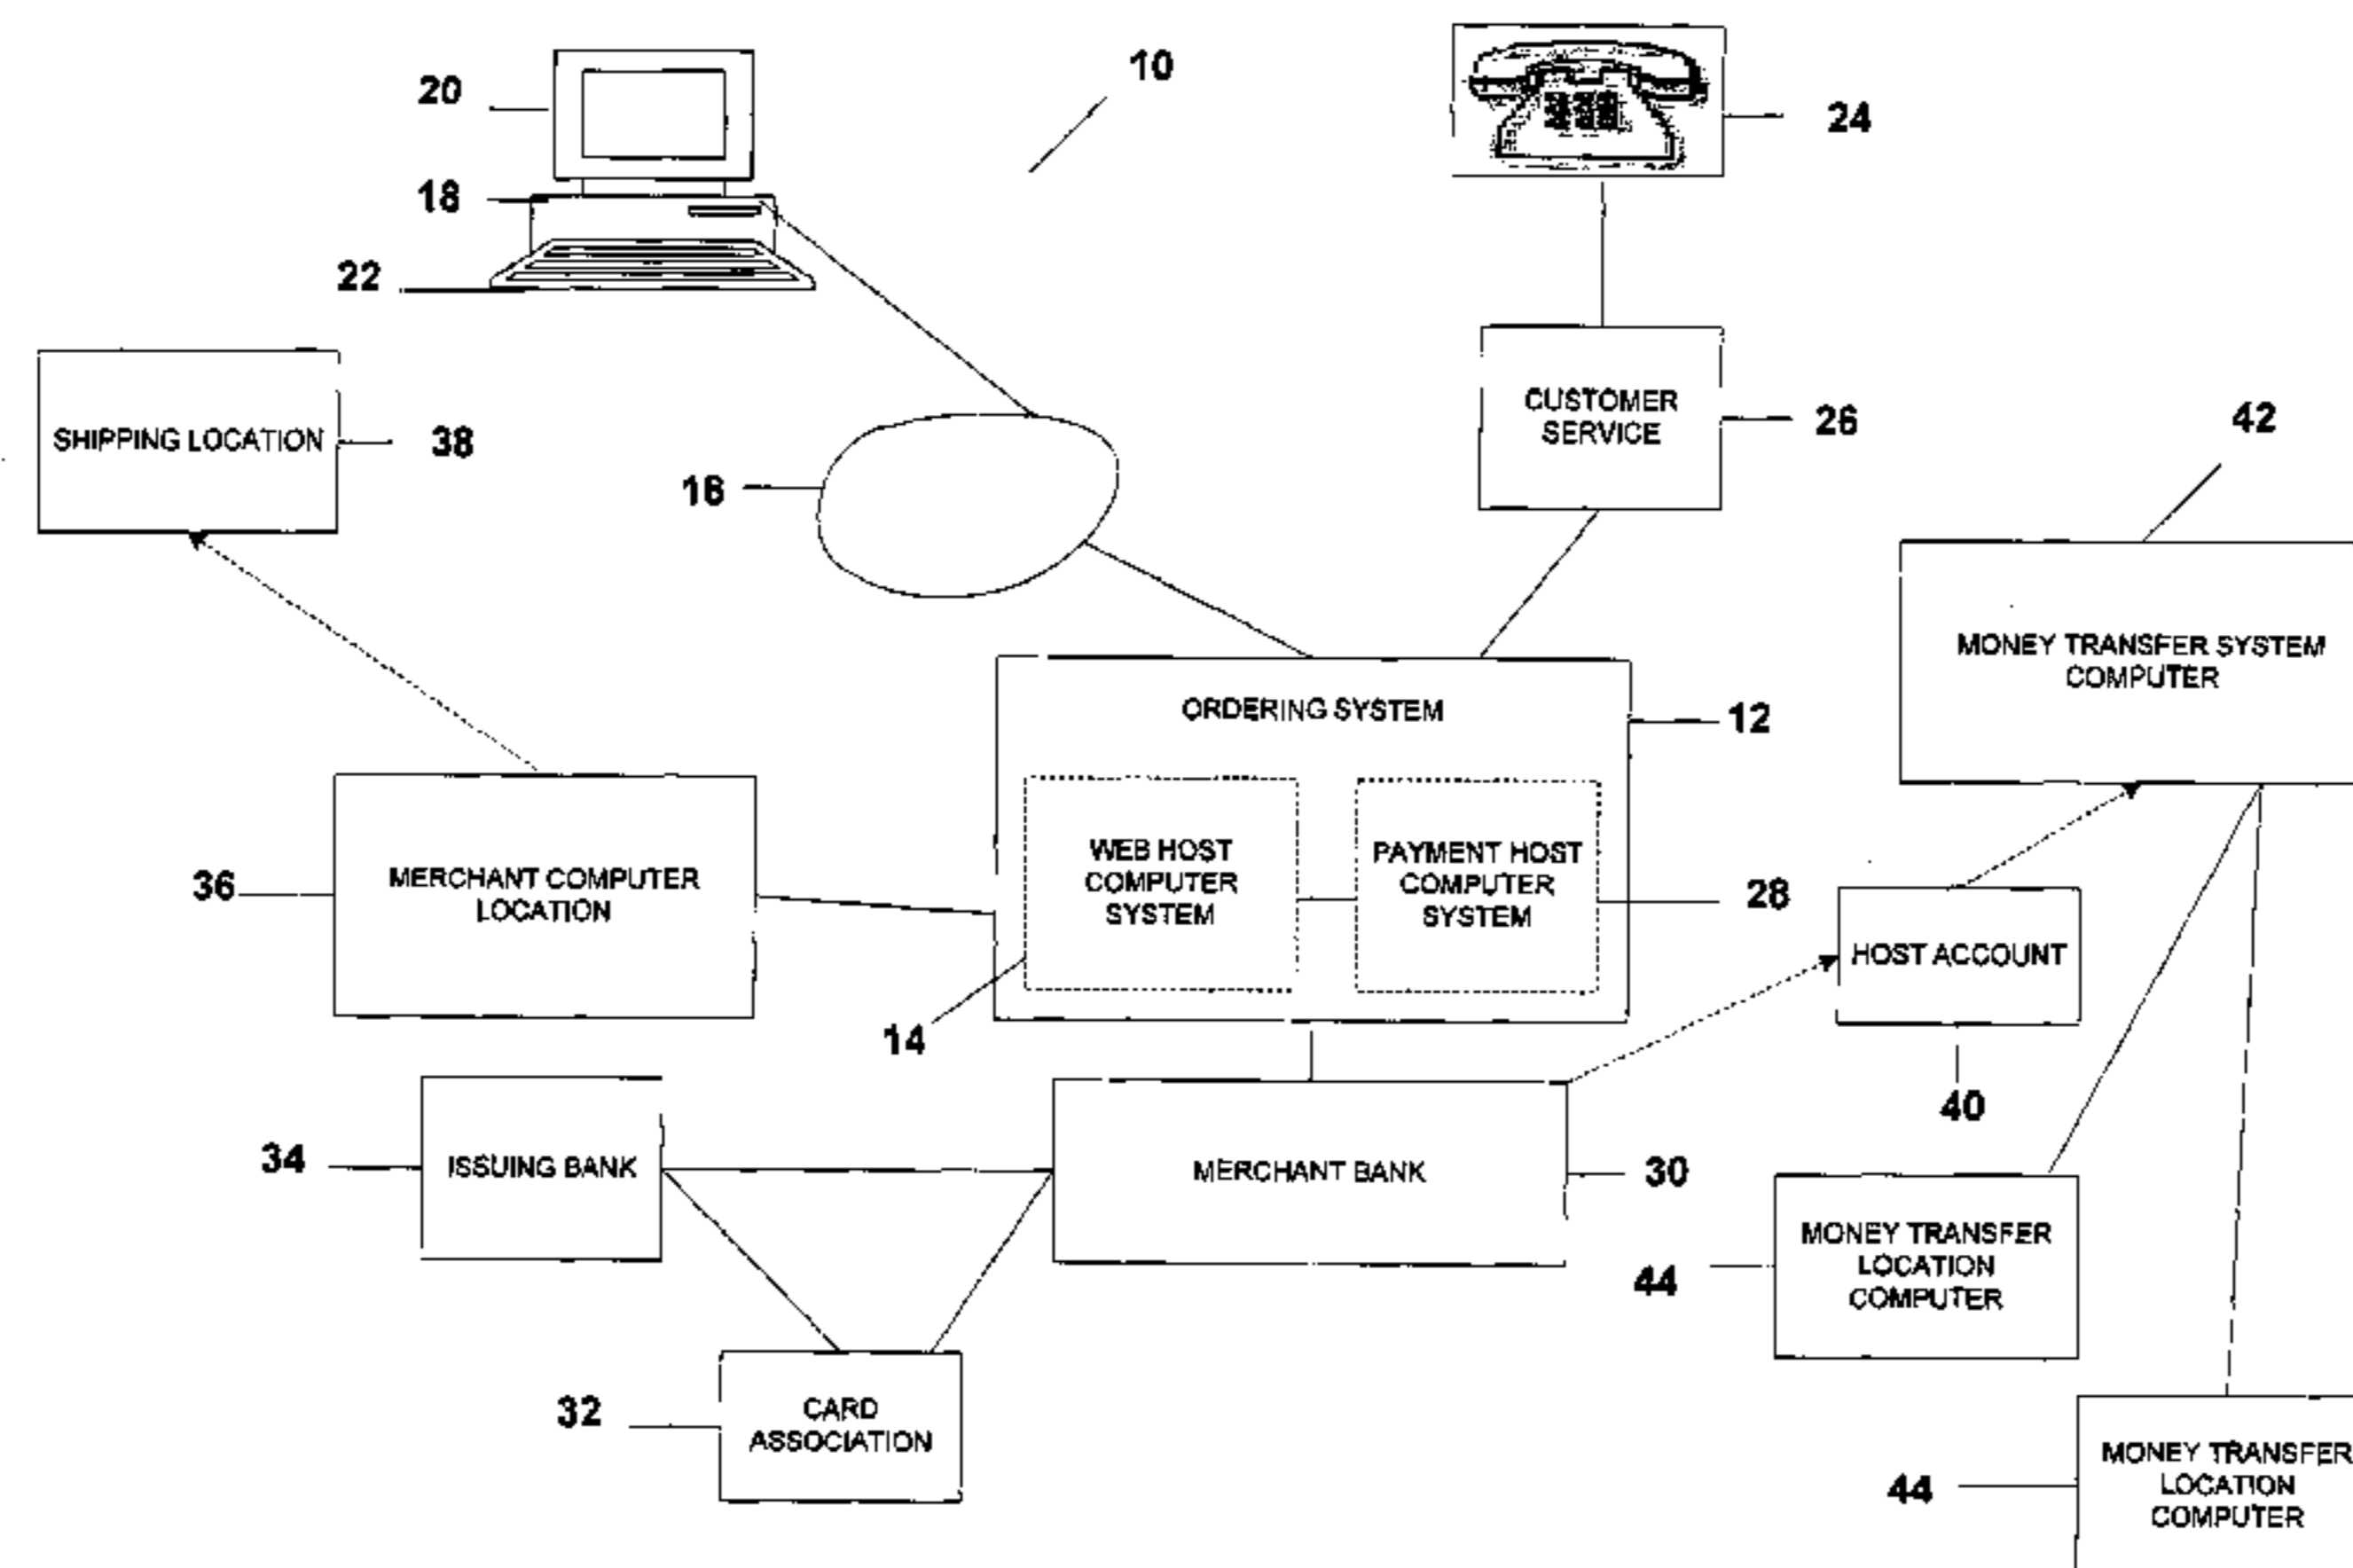 10
20
18
22
24
SHIPPING LOCATION
38
16
CUSTOMER
SERVICE
26
42
MONEY TRANSFER SYSTEM
COMPUTER
ORDERING SYSTEM
12
WEB HOST
COMPUTER
SYSTEM
PAYMENT HOST
COMPUTER
SYSTEM
28
14
36
MERCHANT COMPUTER
LOCATION
HOST ACCOUNT
40
34
ISSUING BANK
MERCHANT BANK
30
44
MONEY TRANSFER
LOCATION
COMPUTER
32
CARD
ASSOCIATION
44
MONEY TRANSFER
LOCATION
COMPUTER